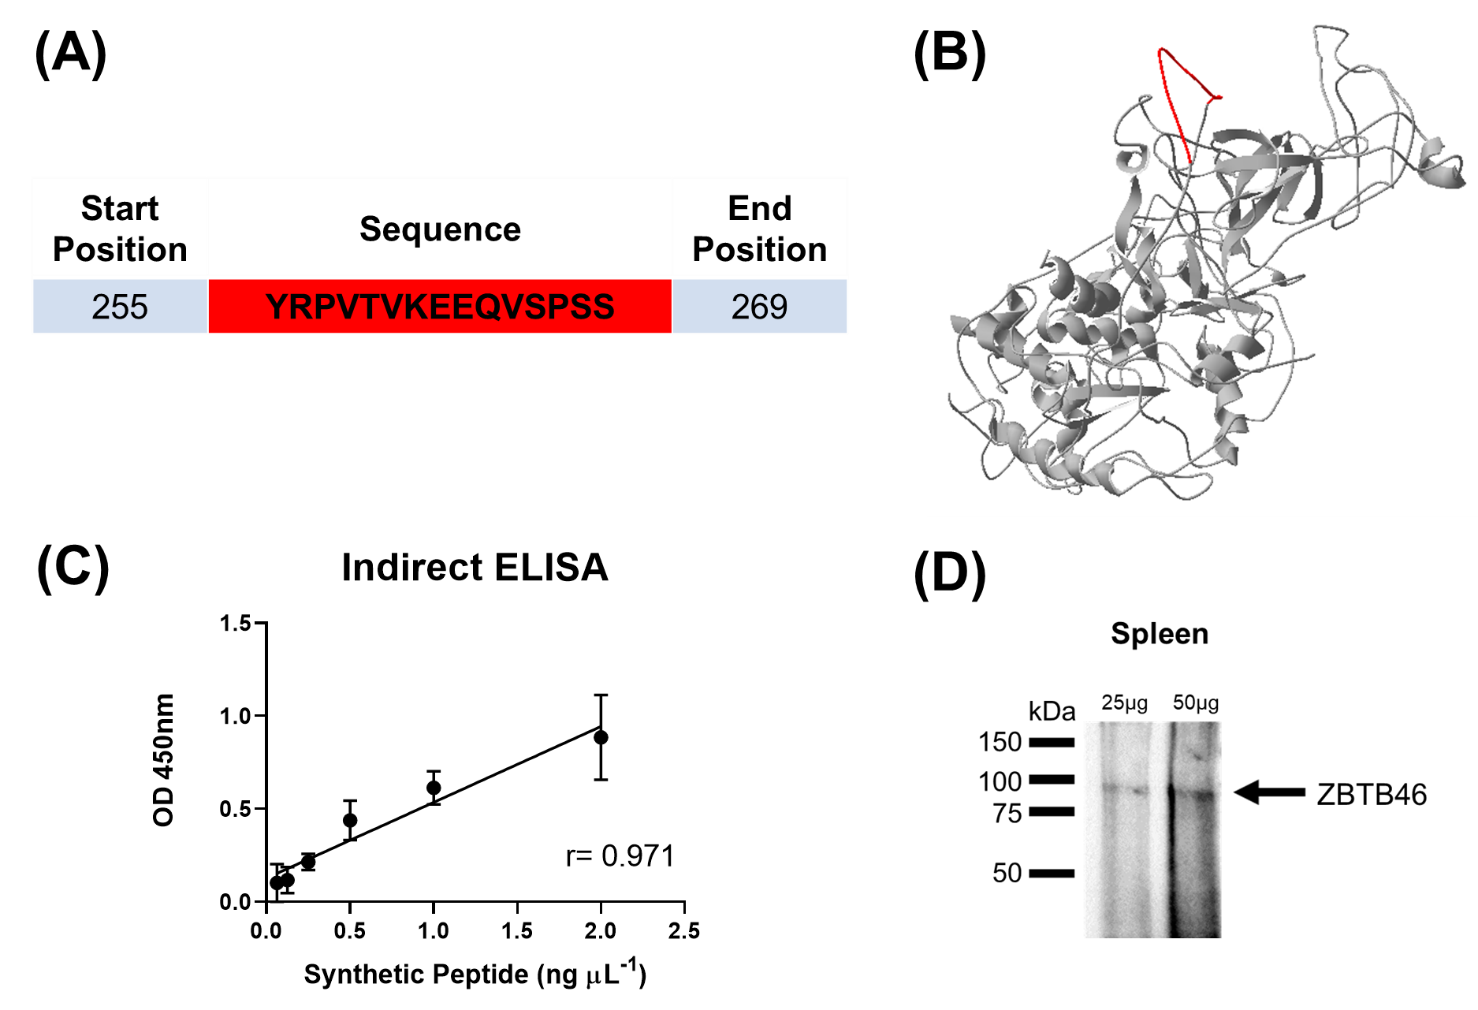 (A)
Start Position
Sequence
End Position
255
YRPVTVKEEQVSPSS
269
(B)
(C)
Indirect ELISA
OD 450nm
1.5
1.0
0.5
0.0
0.0 0.5 1.0 1.5 2.0 2.5
r= 0.971
Synthetic Peptide (ng μL-1)
(D)
Spleen
kDa
25μg 50μg
150
100
75
50
ZBTB46